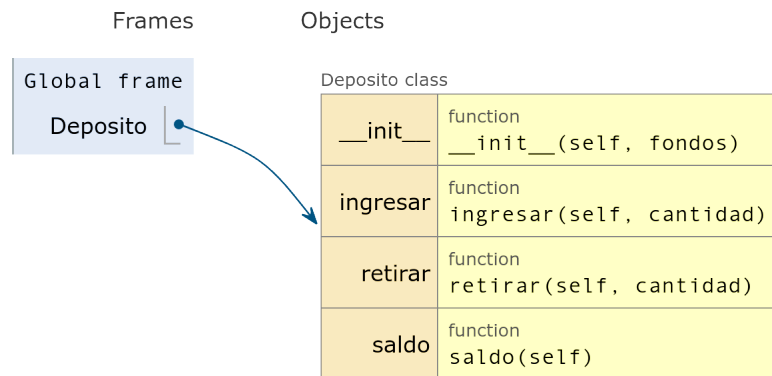 Frames
Objects
Global frame
Deposito
Deposito class
__init__
function
__init__(self, fondos)
ingresar
function
ingresar(self, cantidad)
retirar
function
retirar(self, cantidad)
saldo
function
saldo(self)